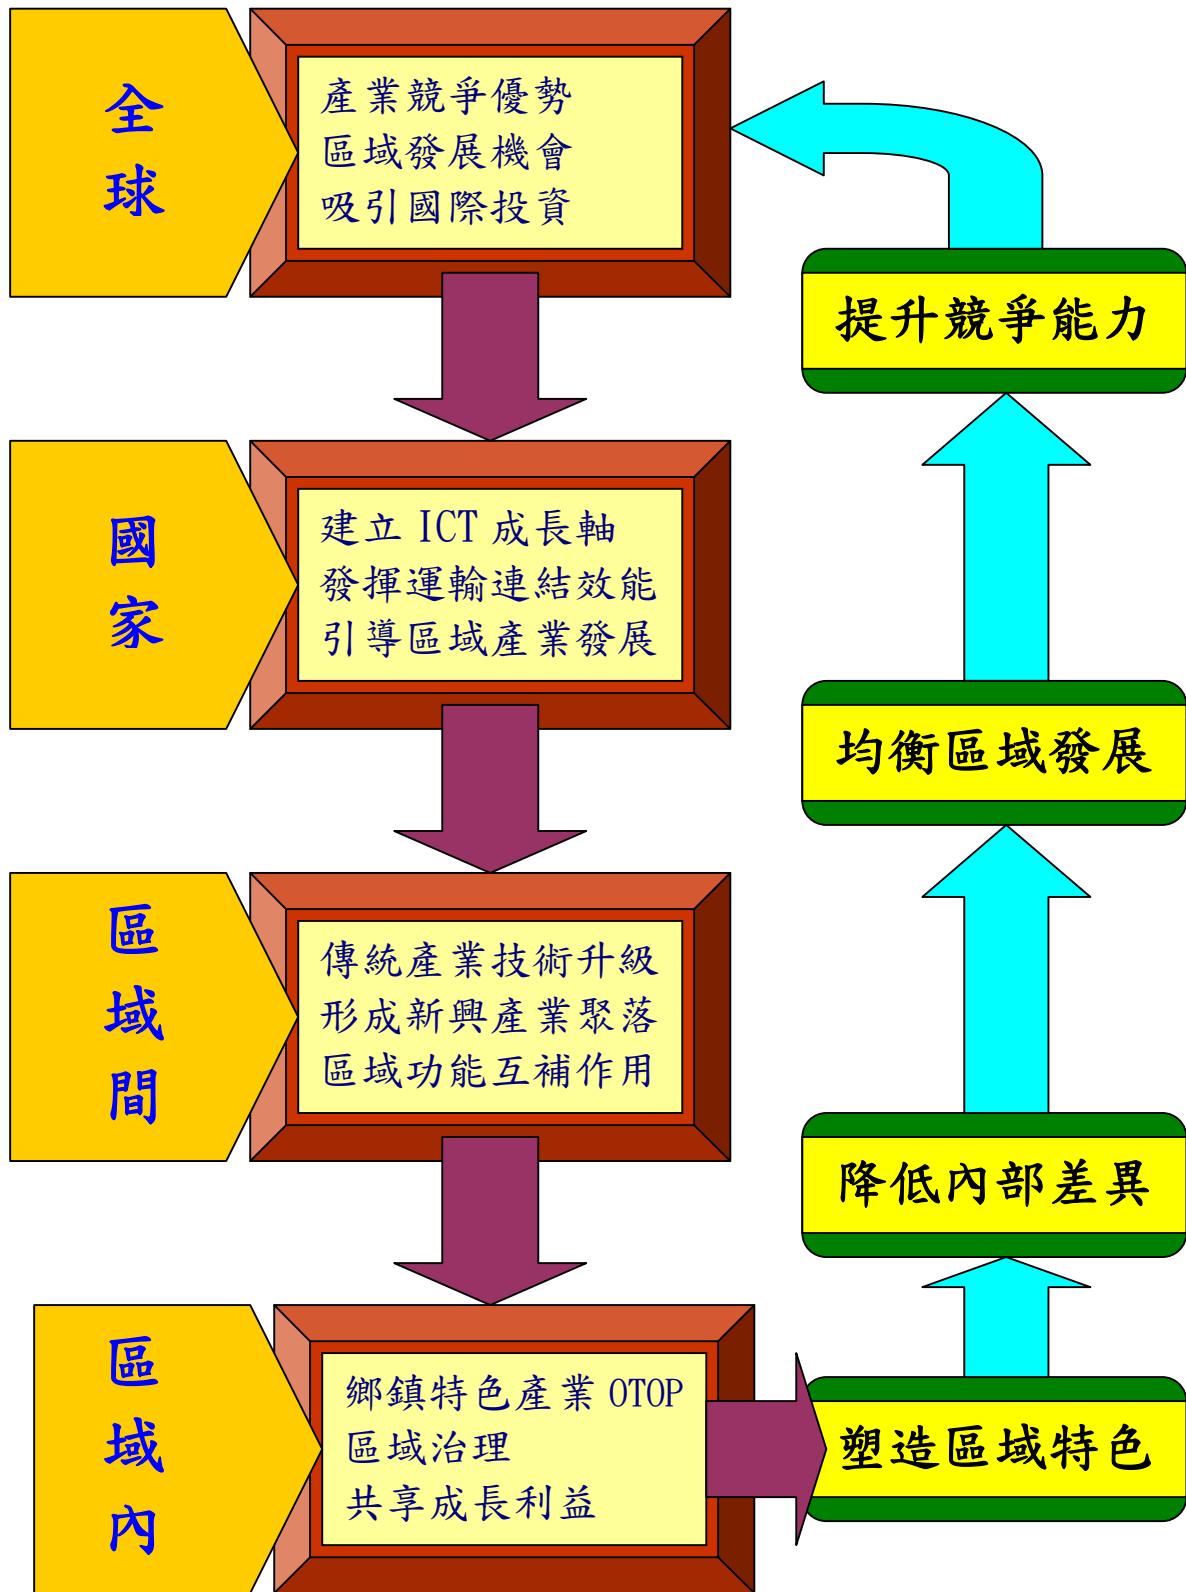 全球
產業競爭優勢
區域發展機會
吸引國際投資
提升競爭能力
國家
建立 ICT 成長軸
發揮運輸連結效能
引導區域產業發展
均衡區域發展
區域間
傳統產業技術升級
形成新興產業聚落
區域功能互補作用
降低內部差異
區域內
鄉鎮特色產業 OTOP
區域治理
共享成長利益
塑造區域特色